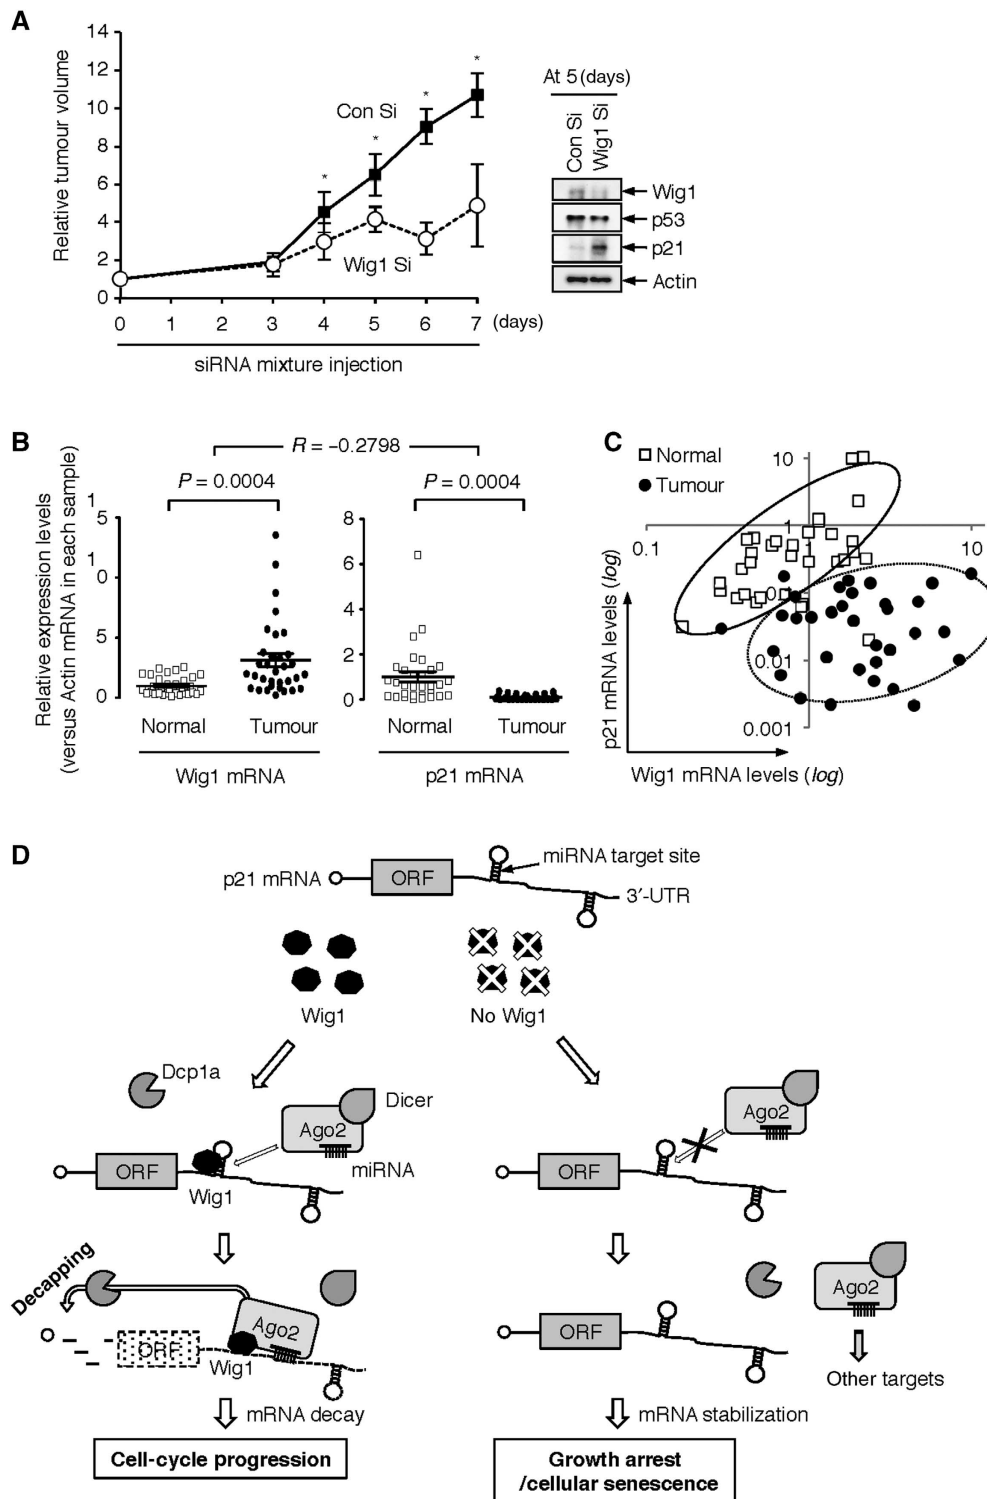 A
14
12
10
8
6
4
2
0
Relative tumour volume
*
*
*
*
Con Si
Wig1 Si
0 1 2 3 4 5 6 7 (days)
siRNA mixture injection
At 5 (days)
Con Si
Wig1 Si
Wig1
p53
p21
Actin
B
R = −0.2798
P = 0.0004
P = 0.0004
Relative expression levels
(versus Actin mRNA in each sample)
1
5
1
0
5
0
8
6
4
2
0
Normal Tumour
Normal Tumour
Wig1 mRNA
p21 mRNA
C
Normal
Tumour
10
1
0.1
1
10
0.1
0.01
0.001
p21 mRNA levels (log)
Wig1 mRNA levels (log)
D
p21 mRNA
ORF
miRNA target site
3′-UTR
Wig1
No Wig1
Dcp1a
Dicer
Ago2
miRNA
ORF
Wig1
Ago2
ORF
Decapping
Ago2
ORF
Wig1
Ago2
ORF
Other targets
mRNA decay
mRNA stabilization
Cell-cycle progression
Growth arrest
/cellular senescence